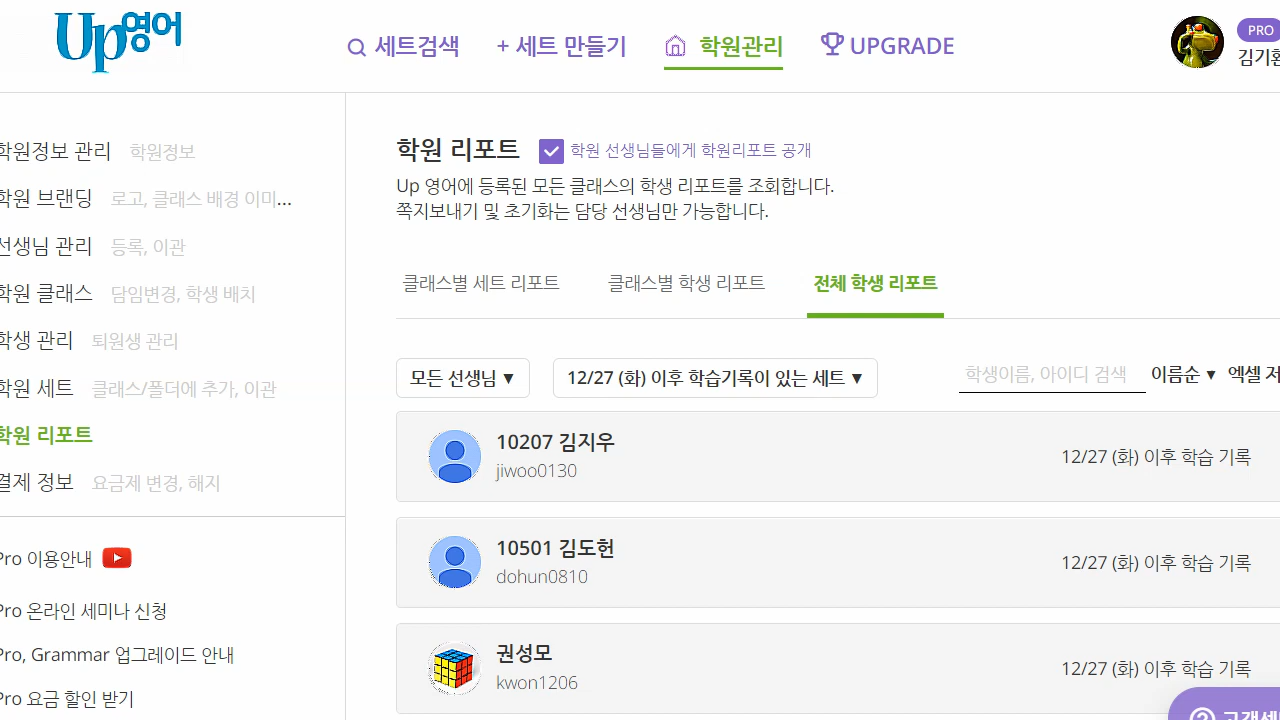 Up영어
세트검색
+ 세트 만들기
학원관리
UPGRADE
PRO
학원정보 관리 학원정보
학원 브랜딩 로고, 클래스 배경 이미...
선생님 관리 등록, 이관
학원 클래스 담임변경, 학생 배치
학생 관리 퇴원생 관리
학원 세트 클래스/폴더에 추가, 이관
학원 리포트
결제 정보 요금제 변경, 해지
Pro 이용안내
Pro 온라인 세미나 신청
Pro, Grammar 업그레이드 안내
Pro 요금 할인 받기
학원 리포트 학원 선생님들에게 학원리포트 공개
Up 영어에 등록된 모든 클래스의 학생 리포트를 조회합니다.
쪽지보내기 및 초기화는 담당 선생님만 가능합니다.
클래스별 세트 리포트
클래스별 학생 리포트
전체 학생 리포트
모든 선생님 ▼
12/27 (화) 이후 학습기록이 있는 세트 ▼
학생이름, 아이디 검색
이름순 ▼
엑셀
10207 김지우
jiwoo0130
12/27 (화) 이후 학습 기록
10501 김도헌
dohun0810
12/27 (화) 이후 학습 기록
권성모
kwon1206
12/27 (화) 이후 학습 기록